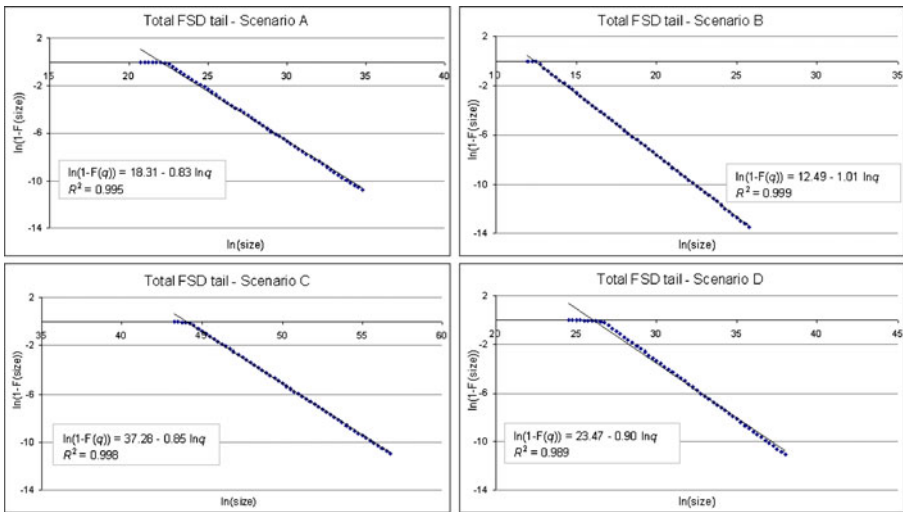 Total FSD tail - Scenario A
2
15 20 25 30 35 40
-2
-6
-10
-14
ln(1-F(size))
ln(1-F(q)) = 18.31 - 0.83 lnq
R² = 0.995
ln(size)
Total FSD tail - Scenario B
2
10 15 20 25 30 35
-2
-6
-10
-14
ln(1-F(size))
ln(1-F(q)) = 12.49 - 1.01 lnq
R² = 0.999
ln(size)
Total FSD tail - Scenario C
2
35 40 45 50 55 60
-2
-6
-10
-14
ln(1-F(size))
ln(1-F(q)) = 37.28 - 0.85 lnq
R² = 0.998
ln(size)
Total FSD tail - Scenario D
2
20 25 30 35 40 45
-2
-6
-10
-14
ln(1-F(size))
ln(1-F(q)) = 23.47 - 0.90 lnq
R² = 0.989
ln(size)